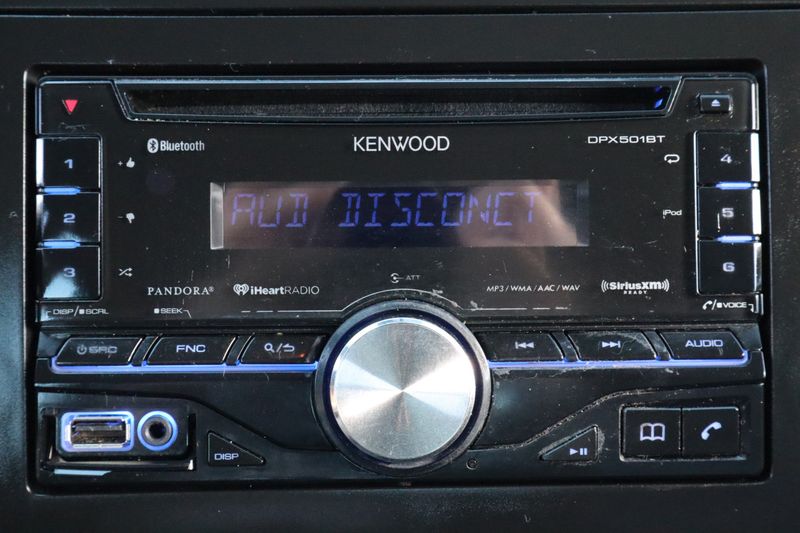 Bluetooth
KENWOOD
DPX501BT
1
2
3
4
5
6
iPod
AUD DISCONCT
ATT
PANDORA®
iHeartRADIO
MP3 / WMA / AAC / WAV
((SiriusXM))
READY
DISP / SCRL
SEEK
/ VOICE
SRC
FNC
AUDIO
DISP